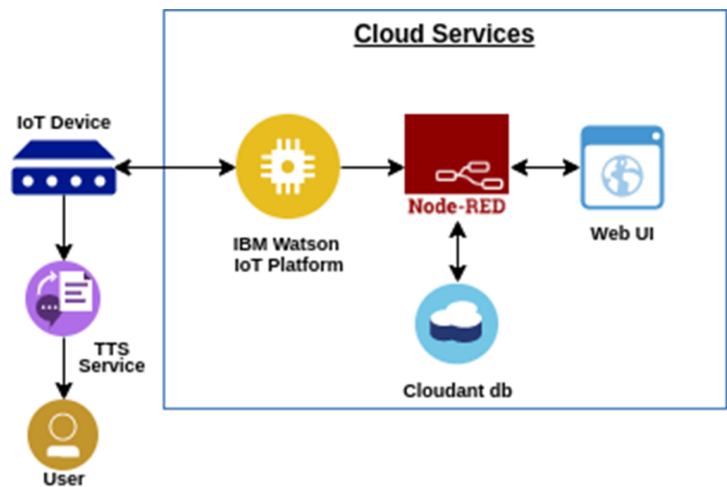 Cloud Services
IoT Device
IBM Watson
IoT Platform
Node-RED
Web UI
TTS
Service
Cloudant db
User